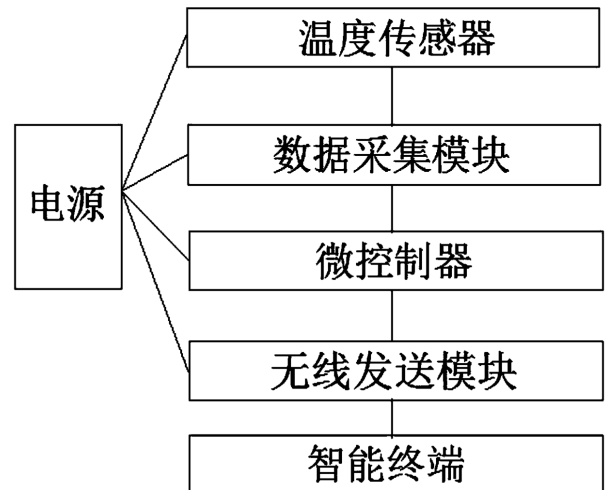 温度传感器
数据采集模块
电源
微控制器
无线发送模块
智能终端